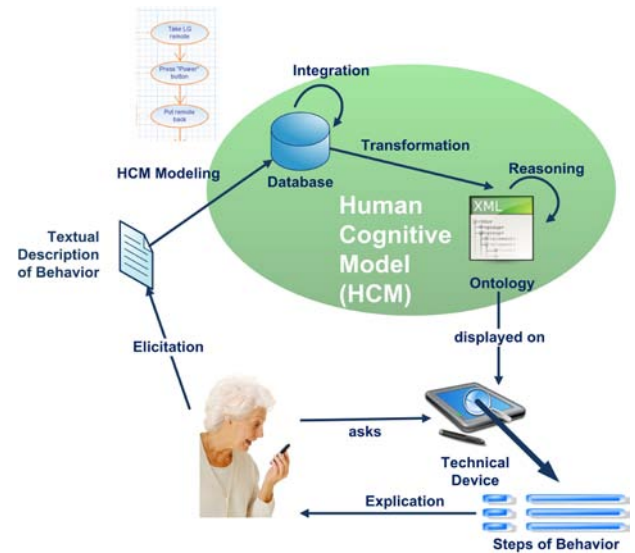 Take LG
remote
Press "Power"
button
Put remote
back
Integration
Transformation
Reasoning
HCM Modeling
Database
XML
Human
Cognitive
Model
(HCM)
Textual
Description
of Behavior
Ontology
Elicitation
displayed on
asks
Technical
Device
Explication
Steps of Behavior